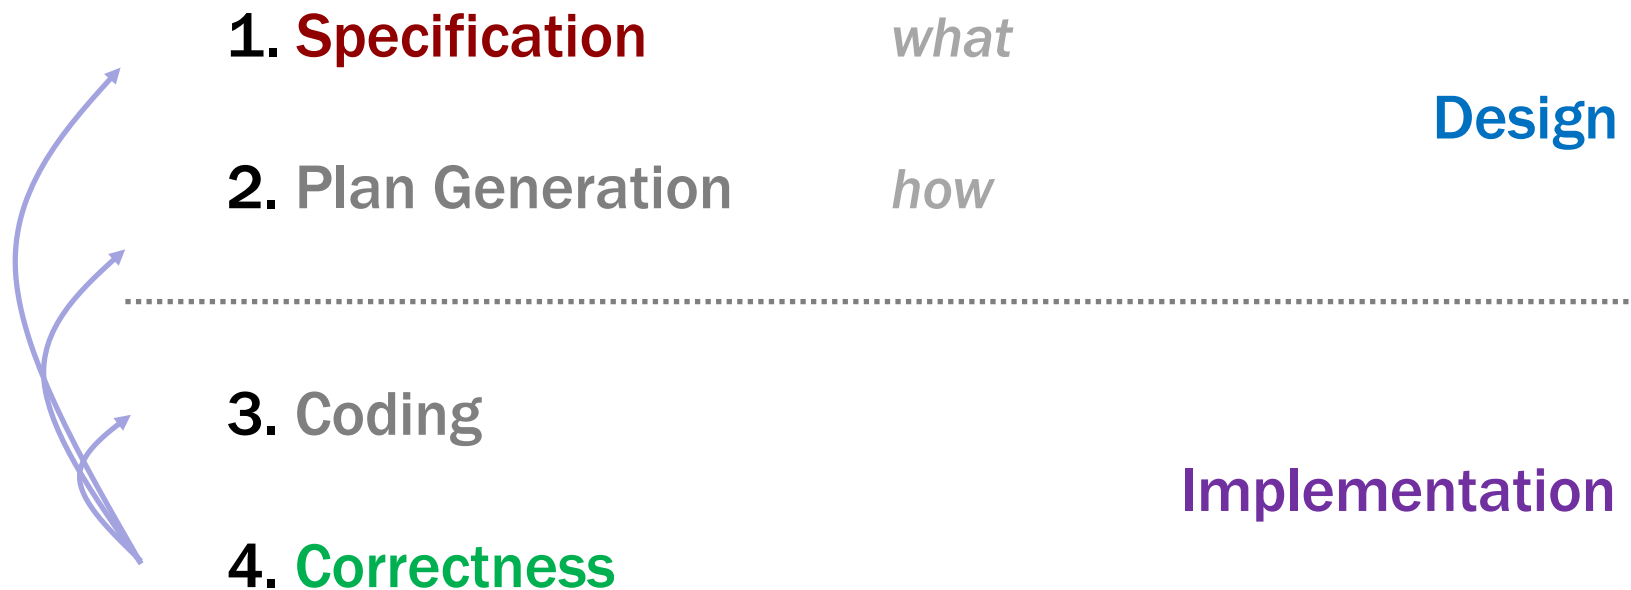 1. Specification what
Design
2. Plan Generation how
3. Coding
Implementation
4. Correctness